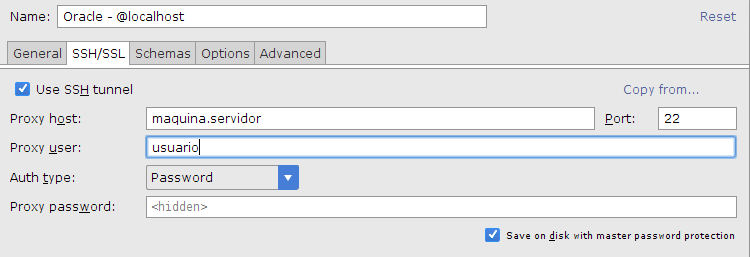 Name: Oracle - @localhost Reset
General SSH/SSL Schemas Options Advanced
Use SSH tunnel Copy from...
Proxy host: maquina.servidor Port: 22
Proxy user: usuario
Auth type: Password
Proxy password: <hidden>
Save on disk with master password protection